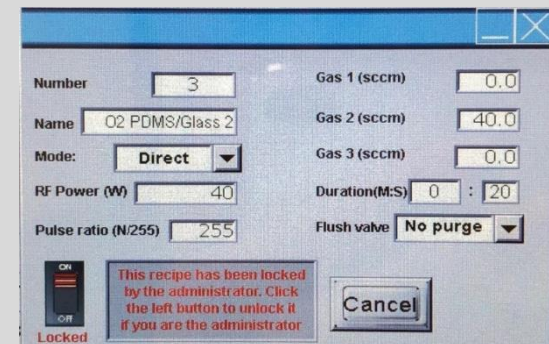 Number 3
Name O2 PDMS/Glass 2
Mode: Direct
RF Power (W) 40
Pulse ratio (N/255) 255
Gas 1 (sccm) 0.0
Gas 2 (sccm) 40.0
Gas 3 (sccm) 0.0
Duration(M:S) 0 : 20
Flush valve No purge
ON
Off
Locked
This recipe has been locked
by the administrator. Click
the left button to unlock it
if you are the administrator
Cancel